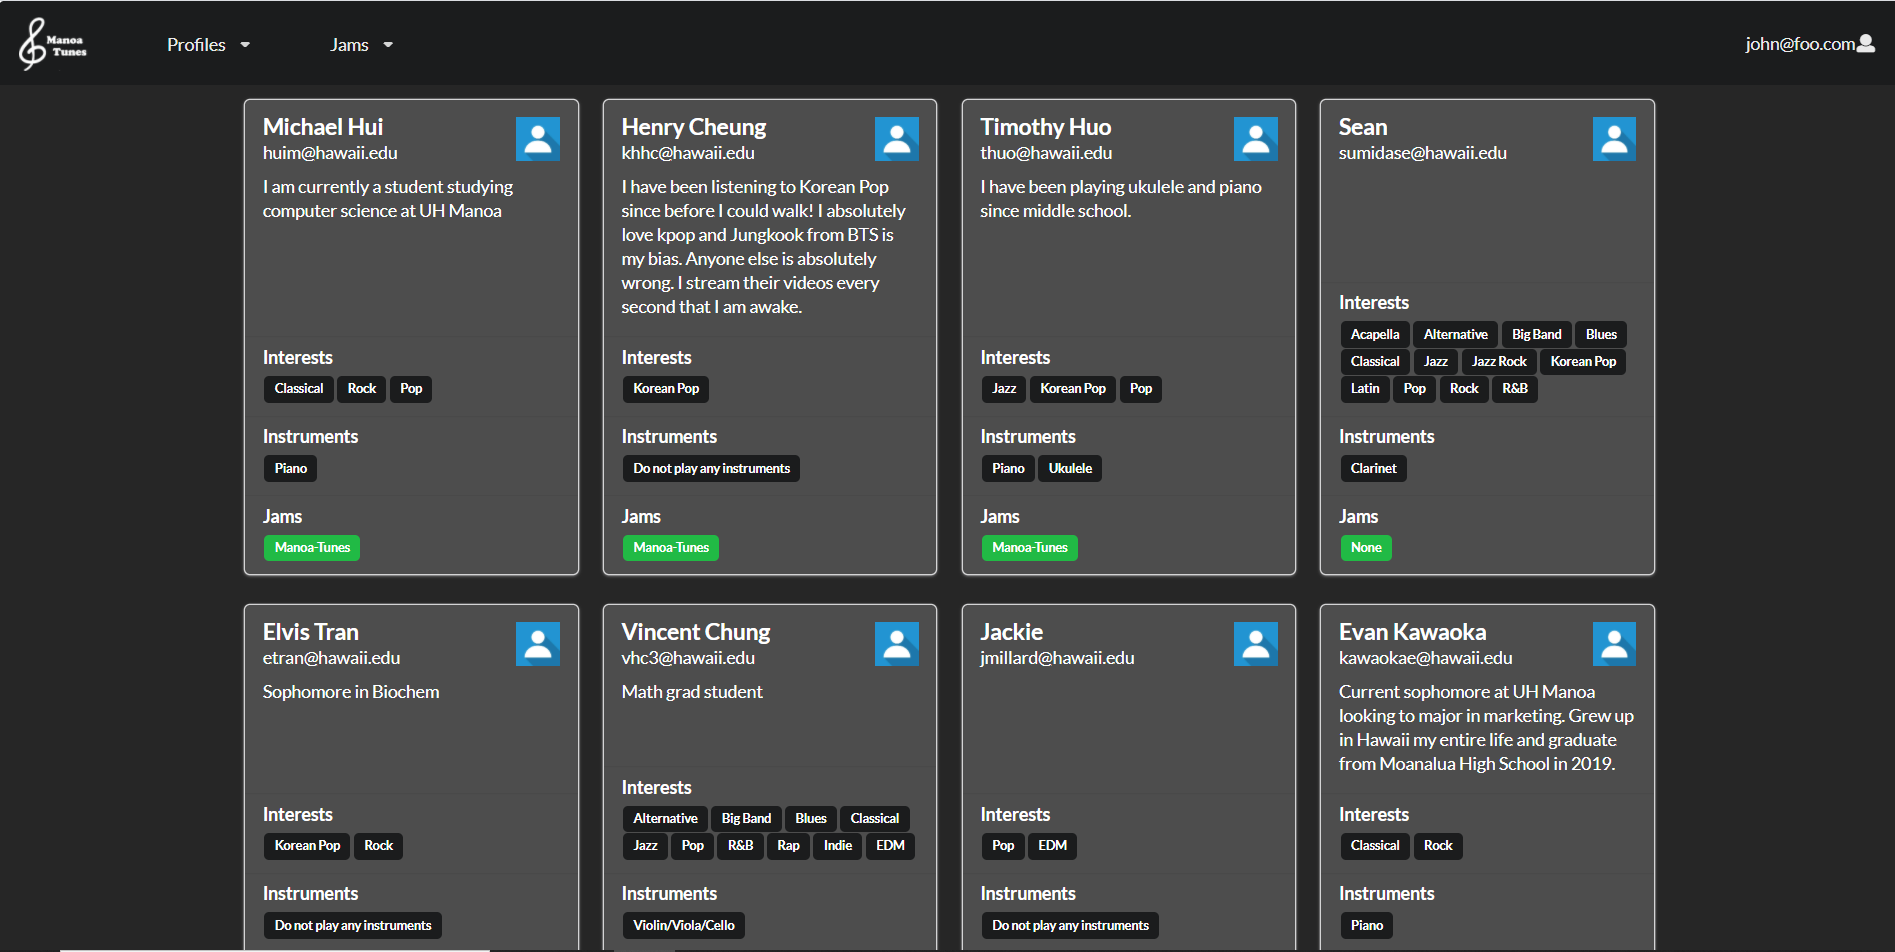 Manoa
Tunes
Profiles
Jams
john@foo.com
Michael Hui
huim@hawaii.edu
I am currently a student studying
computer science at UH Manoa
Interests
Classical Rock Pop
Instruments
Piano
Jams
Manoa-Tunes
Henry Cheung
khhc@hawaii.edu
I have been listening to Korean Pop
since before I could walk! I absolutely
love kpop and Jungkook from BTS is
my bias. Anyone else is absolutely
wrong. I stream their videos every
second that I am awake.
Interests
Korean Pop
Instruments
Do not play any instruments
Jams
Manoa-Tunes
Timothy Huo
thuo@hawaii.edu
I have been playing ukulele and piano
since middle school.
Interests
Jazz Korean Pop Pop
Instruments
Piano Ukulele
Jams
Manoa-Tunes
Sean
sumidase@hawaii.edu
Interests
Acapella Alternative Big Band Blues
Classical Jazz Jazz Rock Korean Pop
Latin Pop Rock R&B
Instruments
Clarinet
Jams
None
Elvis Tran
etran@hawaii.edu
Sophomore in Biochem
Interests
Korean Pop Rock
Instruments
Do not play any instruments
Vincent Chung
vhc3@hawaii.edu
Math grad student
Interests
Alternative Big Band Blues Classical
Jazz Pop R&B Rap Indie EDM
Instruments
Violin/Viola/Cello
Jackie
jmillard@hawaii.edu
Interests
Pop EDM
Instruments
Do not play any instruments
Evan Kawaoka
kawaokae@hawaii.edu
Current sophomore at UH Manoa
looking to major in marketing. Grew up
in Hawaii my entire life and graduate
from Moanalua High School in 2019.
Interests
Classical Rock
Instruments
Piano